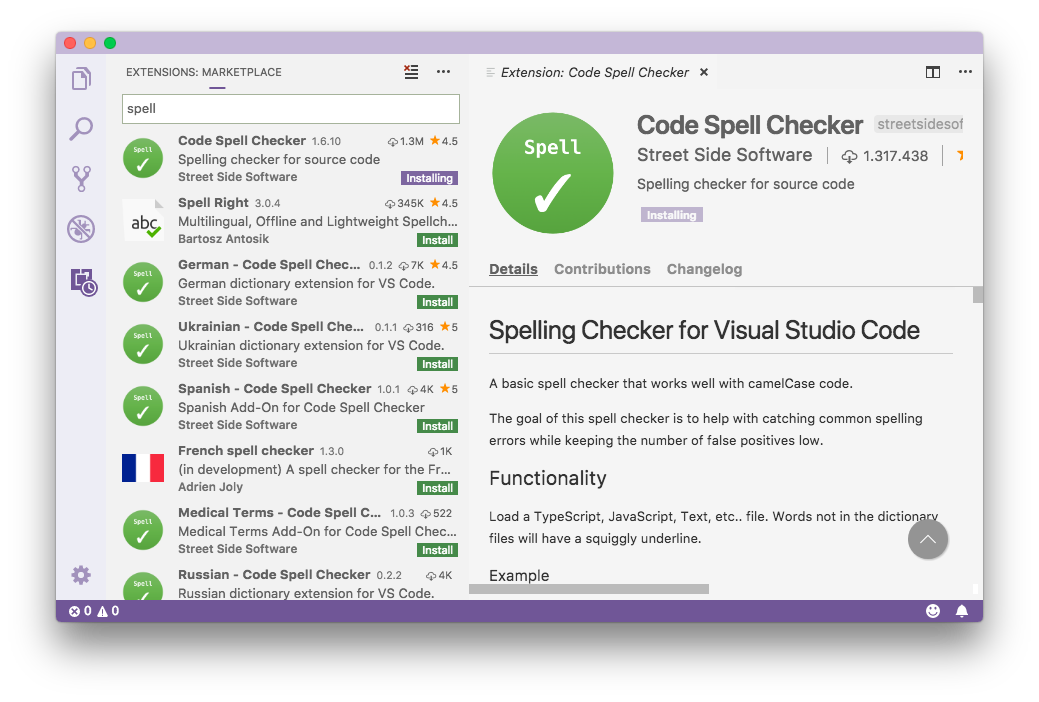 EXTENSIONS: MARKETPLACE
spell
Spell
Code Spell Checker 1.6.10 1.3M 4.5
Spelling checker for source code
Street Side Software Installing
abc
Spell Right 3.0.4 345K 4.5
Multilingual, Offline and Lightweight Spellch...
Bartosz Antosik Install
Spell
German - Code Spell Chec... 0.1.2 7K 4.5
German dictionary extension for VS Code.
Street Side Software Install
Spell
Ukrainian - Code Spell Che... 0.1.1 316 5
Ukrainian dictionary extension for VS Code.
Street Side Software Install
Spell
Spanish - Code Spell Checker 1.0.1 4K 5
Spanish Add-On for Code Spell Checker
Street Side Software Install
French spell checker 1.3.0 1K
(in development) A spell checker for the Fr...
Adrien Joly Install
Spell
Medical Terms - Code Spell C... 1.0.3 522
Medical Terms Add-On for Code Spell Chec...
Street Side Software Install
Spell
Russian - Code Spell Checker 0.2.2 4K
Russian dictionary extension for VS Code.
Extension: Code Spell Checker
Spell
Code Spell Checker streetsidesof
Street Side Software 1.317.438
Spelling checker for source code
Installing
Details Contributions Changelog
Spelling Checker for Visual Studio Code
A basic spell checker that works well with camelCase code.
The goal of this spell checker is to help with catching common spelling
errors while keeping the number of false positives low.
Functionality
Load a TypeScript, JavaScript, Text, etc.. file. Words not in the dictionary
files will have a squiggly underline.
Example
0 0